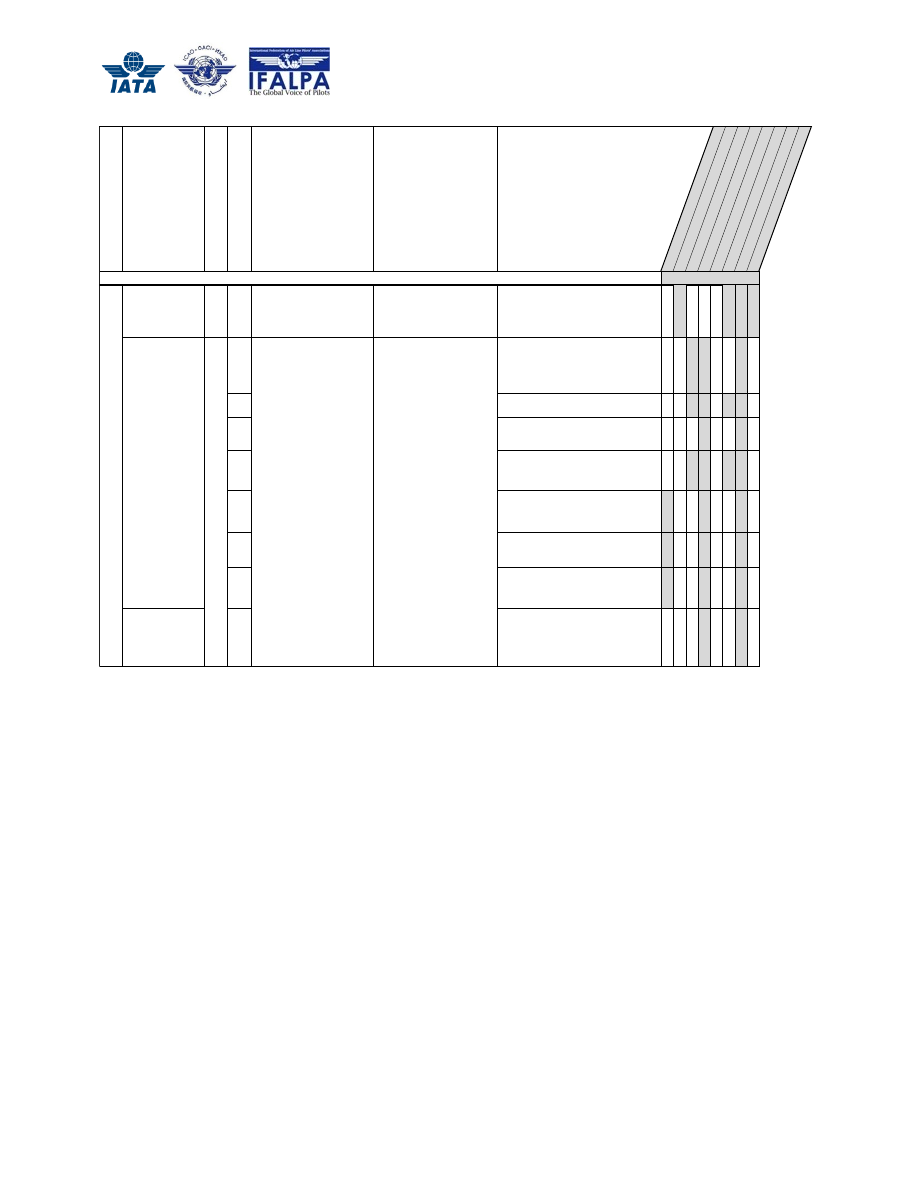 IATA
ICAO · OACI · ИКАО
International Federation of Air Line Pilots' Associations
IFALPA
The Global Voice of Pilots